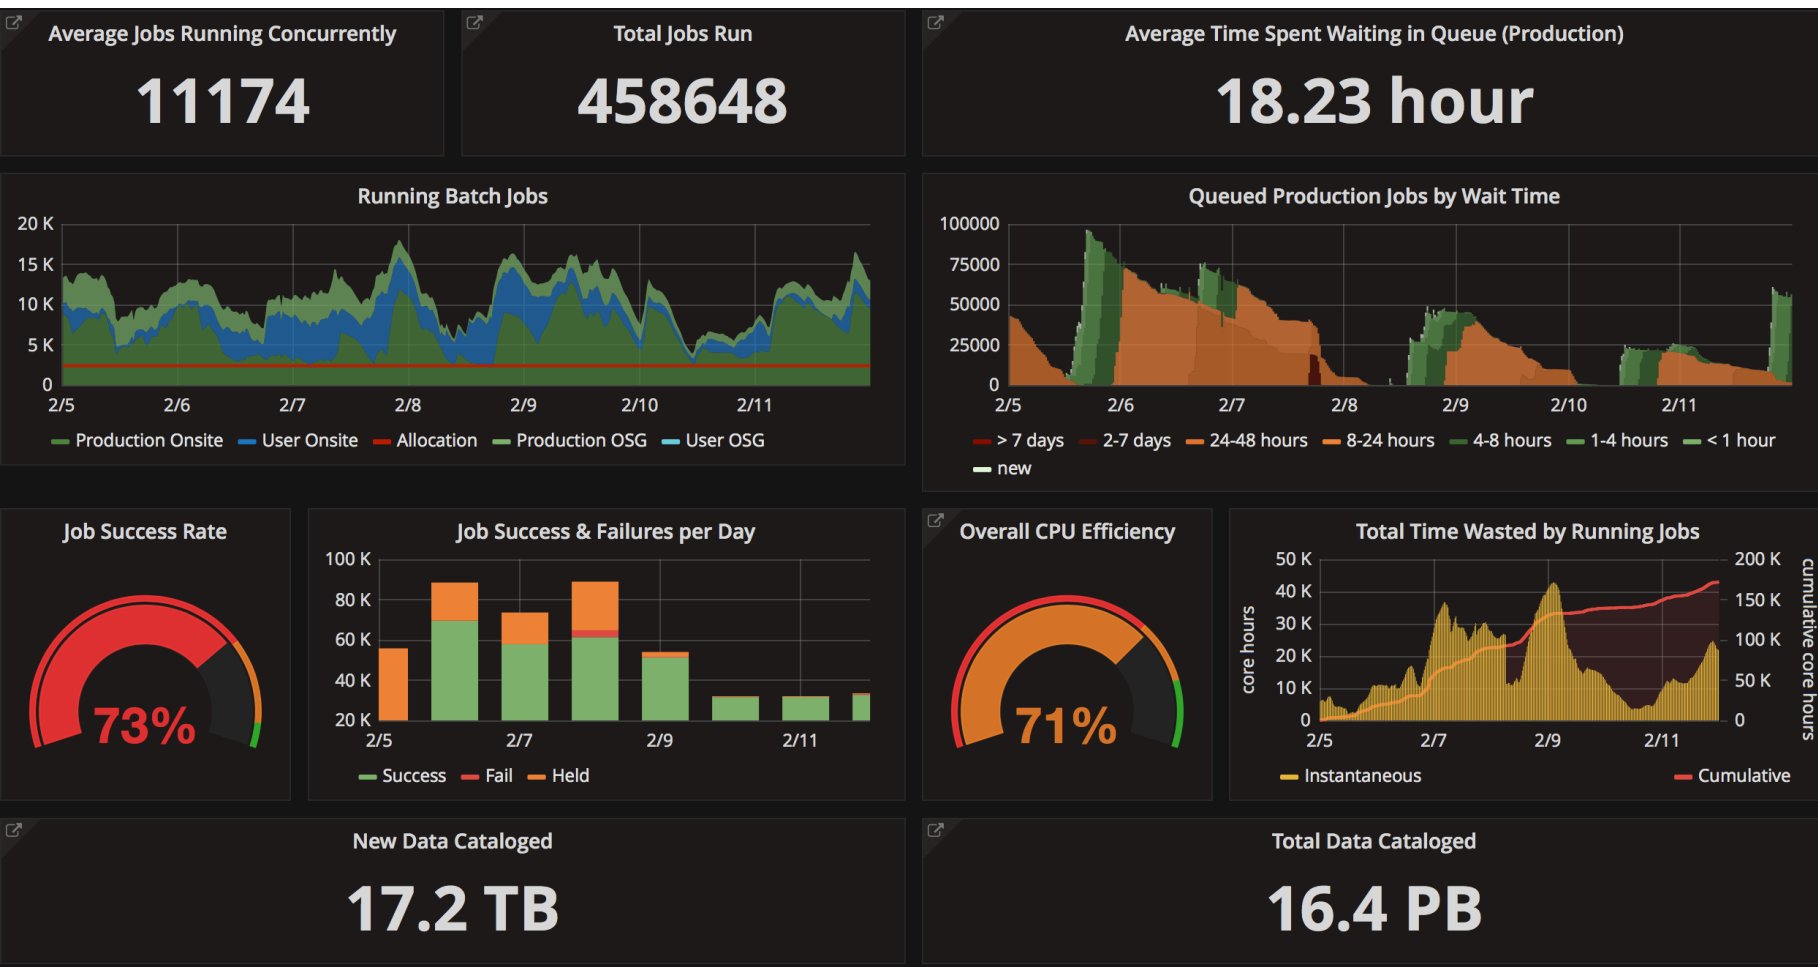 Average Jobs Running Concurrently
11174
Total Jobs Run
458648
Average Time Spent Waiting in Queue (Production)
18.23 hour
Running Batch Jobs
20 K
15 K
10 K
5 K
0
2/5 2/6 2/7 2/8 2/9 2/10 2/11
Production Onsite User Onsite Allocation Production OSG User OSG
Queued Production Jobs by Wait Time
100000
75000
50000
25000
0
2/5 2/6 2/7 2/8 2/9 2/10 2/11
> 7 days 2-7 days 24-48 hours 8-24 hours 4-8 hours 1-4 hours < 1 hour
new
Job Success Rate
73%
Job Success & Failures per Day
100 K
80 K
60 K
40 K
20 K
2/5 2/7 2/9 2/11
Success Fail Held
Overall CPU Efficiency
71%
Total Time Wasted by Running Jobs
core hours
50 K
40 K
30 K
20 K
10 K
0
200 K
150 K
100 K
50 K
0
cumulative core hours
2/5 2/7 2/9 2/11
Instantaneous Cumulative
New Data Cataloged
17.2 TB
Total Data Cataloged
16.4 PB